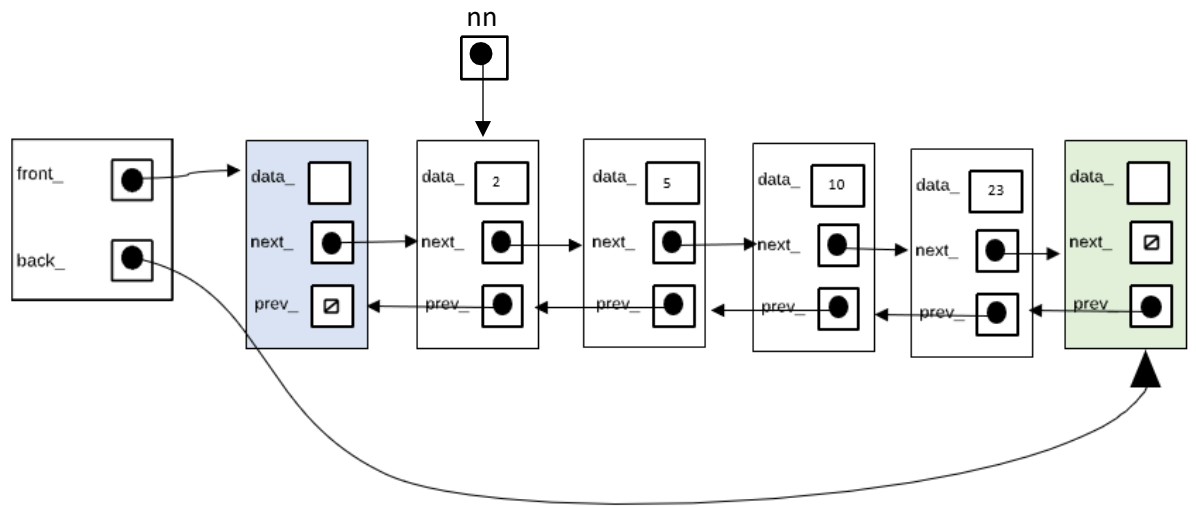 nn
front_
back_
data_
next_
prev_
data_ 2
next_
prev_
data_ 5
next_
prev_
data_ 10
next_
prev_
data_ 23
next_
prev_
data_
next_
prev_